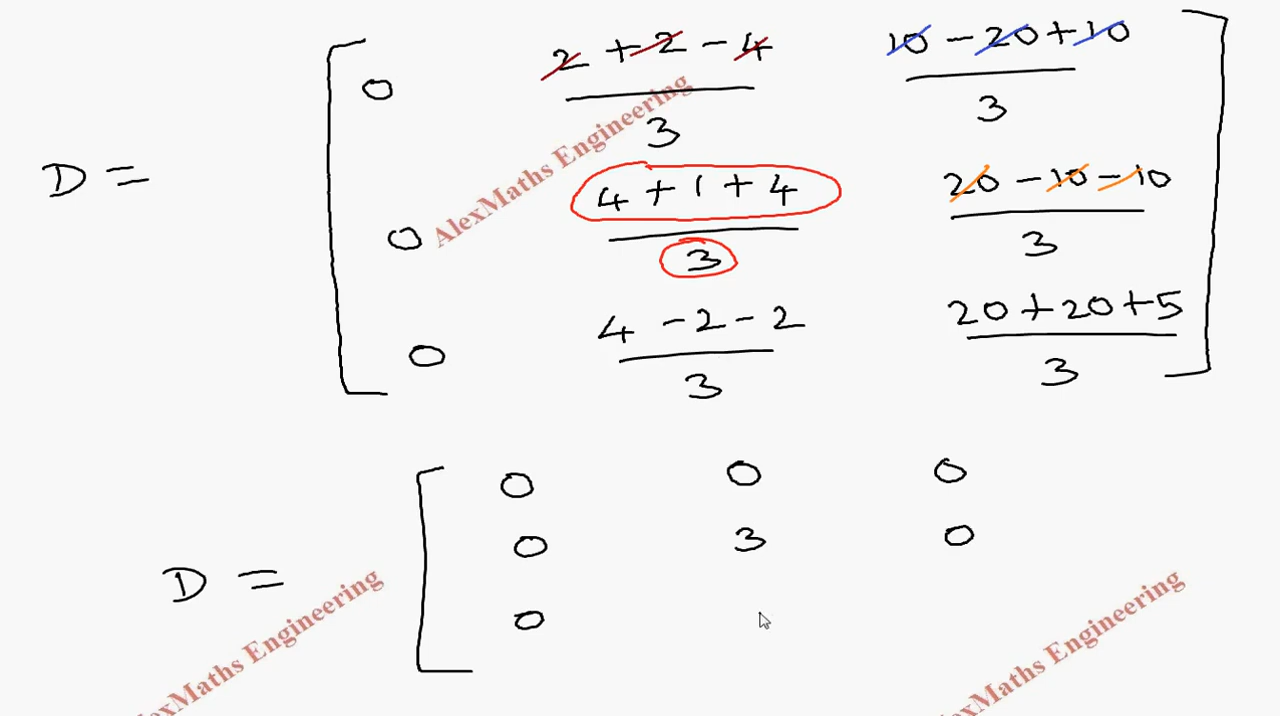 2 + 2 - 4   10 - 20 + 10
0   3   3
D =
4 + 1 + 4   20 - 10 - 10
0   3   3
4 - 2 - 2   20 + 20 + 5
0   3   3
AlexMaths Engineering
0   0   0
0   3   0
D =
0
AlexMaths Engineering
AlexMaths Engineering